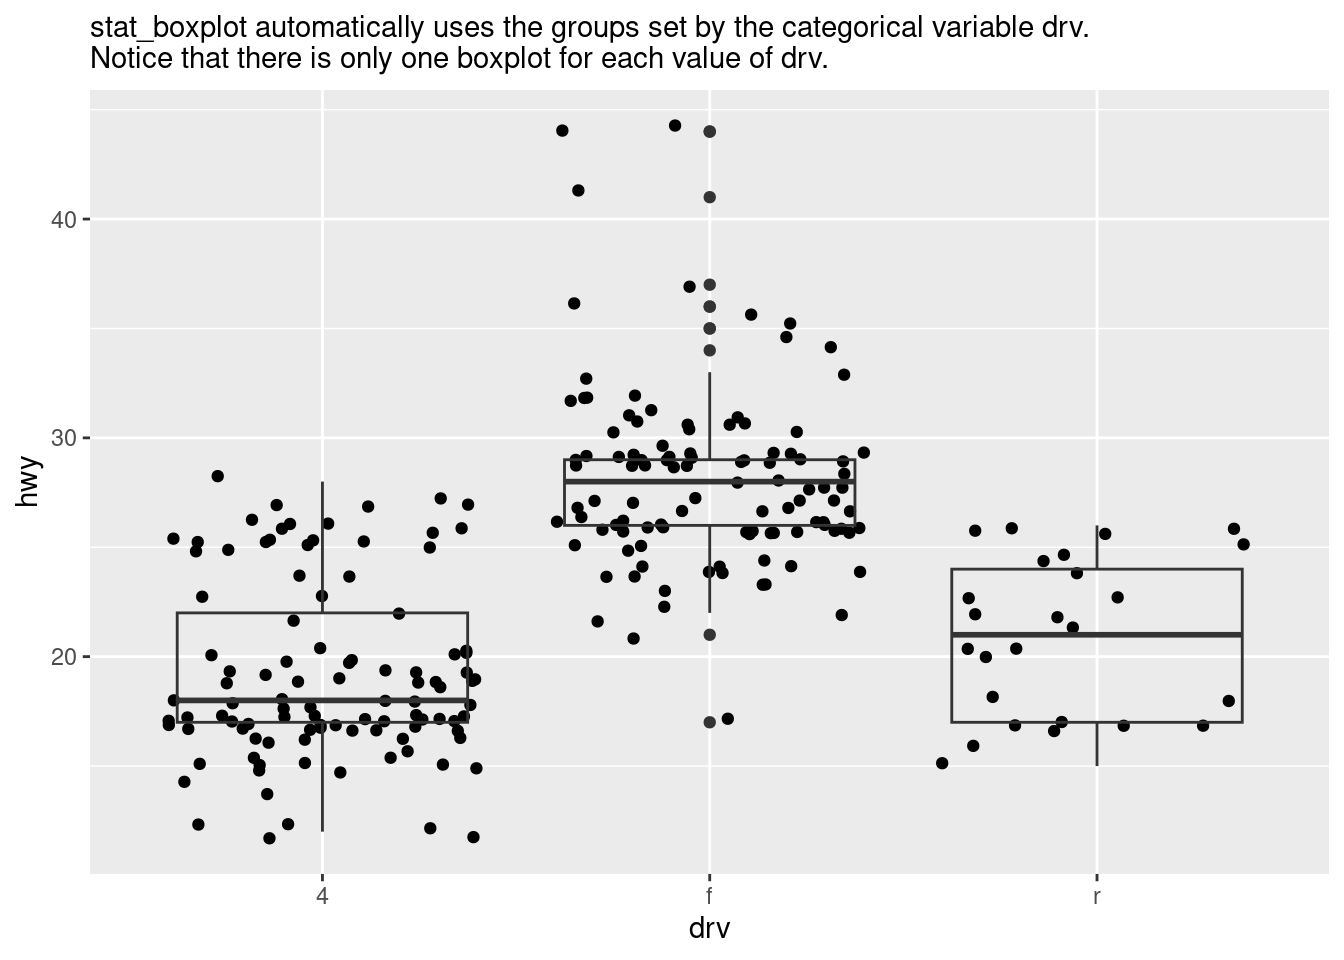 stat_boxplot automatically uses the groups set by the categorical variable drv.
Notice that there is only one boxplot for each value of drv.
40
30
20
hwy
4 f r
drv